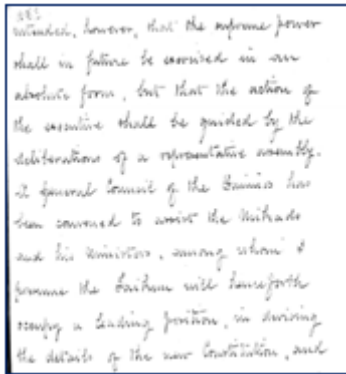 intended, however, that the supreme power
shall in future be exercised in an
absolute form, but that the action of
the executive shall be guided by the
deliberations of a representative assembly.
A general Council of the Daimios has
been convened to assist the Mikado
and his Ministers, among whom I
presume the Daikun will henceforth
occupy a leading position, in devising
the details of the new Constitution, and